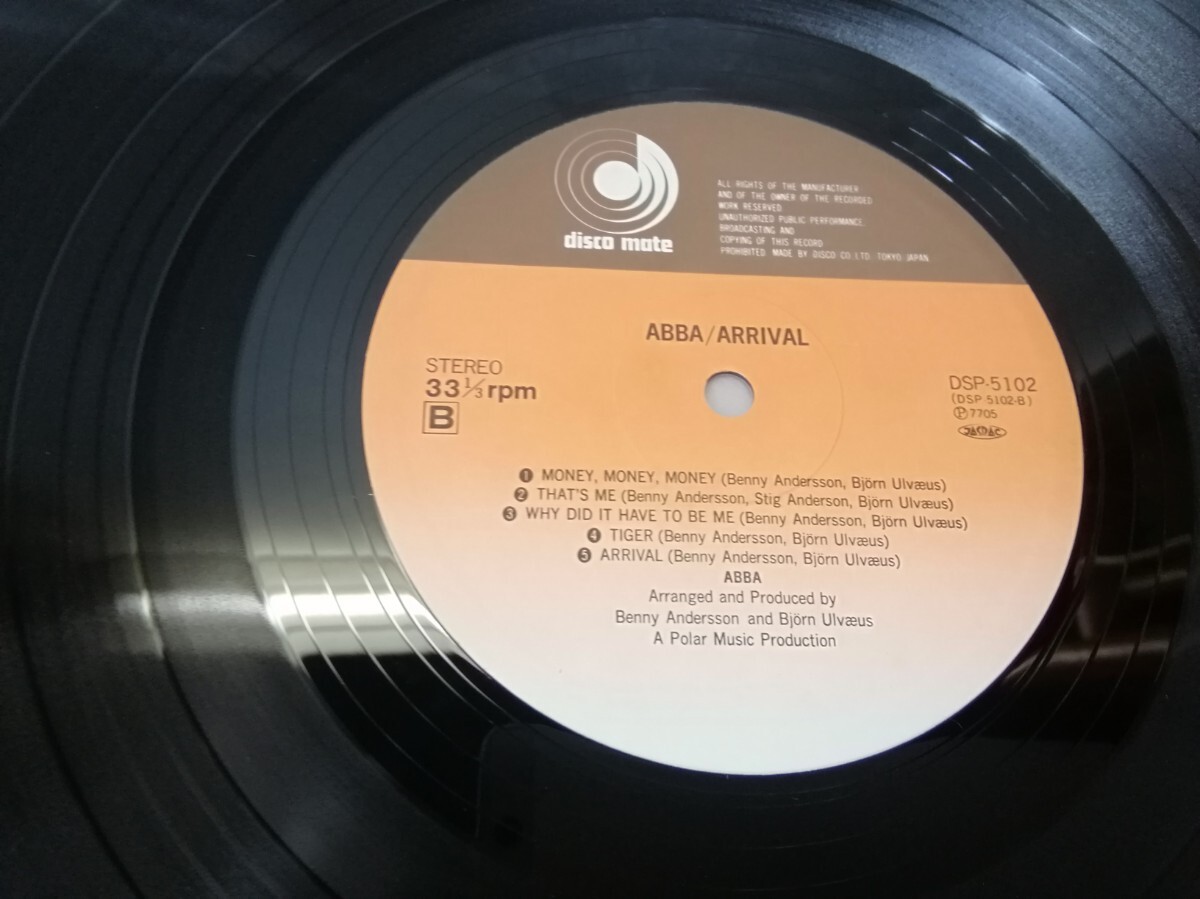 disco mate
ALL RIGHTS OF THE MANUFACTURER
AND OF THE OWNER OF THE RECORDED
WORK RESERVED
UNAUTHORIZED PUBLIC PERFORMANCE.
BROADCASTING AND
COPYING OF THIS RECORD
PROHIBITED MADE BY DISCO CO. LTD. TOKYO JAPAN
ABBA/ARRIVAL
STEREO
33⅓rpm
B
DSP-5102
(DSP 5102-B)
Ⓟ7705
❶ MONEY, MONEY, MONEY (Benny Andersson, Björn Ulvæus)
❷ THAT'S ME (Benny Andersson, Stig Anderson, Björn Ulvæus)
❸ WHY DID IT HAVE TO BE ME (Benny Andersson, Björn Ulvæus)
❹ TIGER (Benny Andersson, Björn Ulvæus)
❺ ARRIVAL (Benny Andersson, Björn Ulvæus)
ABBA
Arranged and Produced by
Benny Andersson and Björn Ulvæus
A Polar Music Production